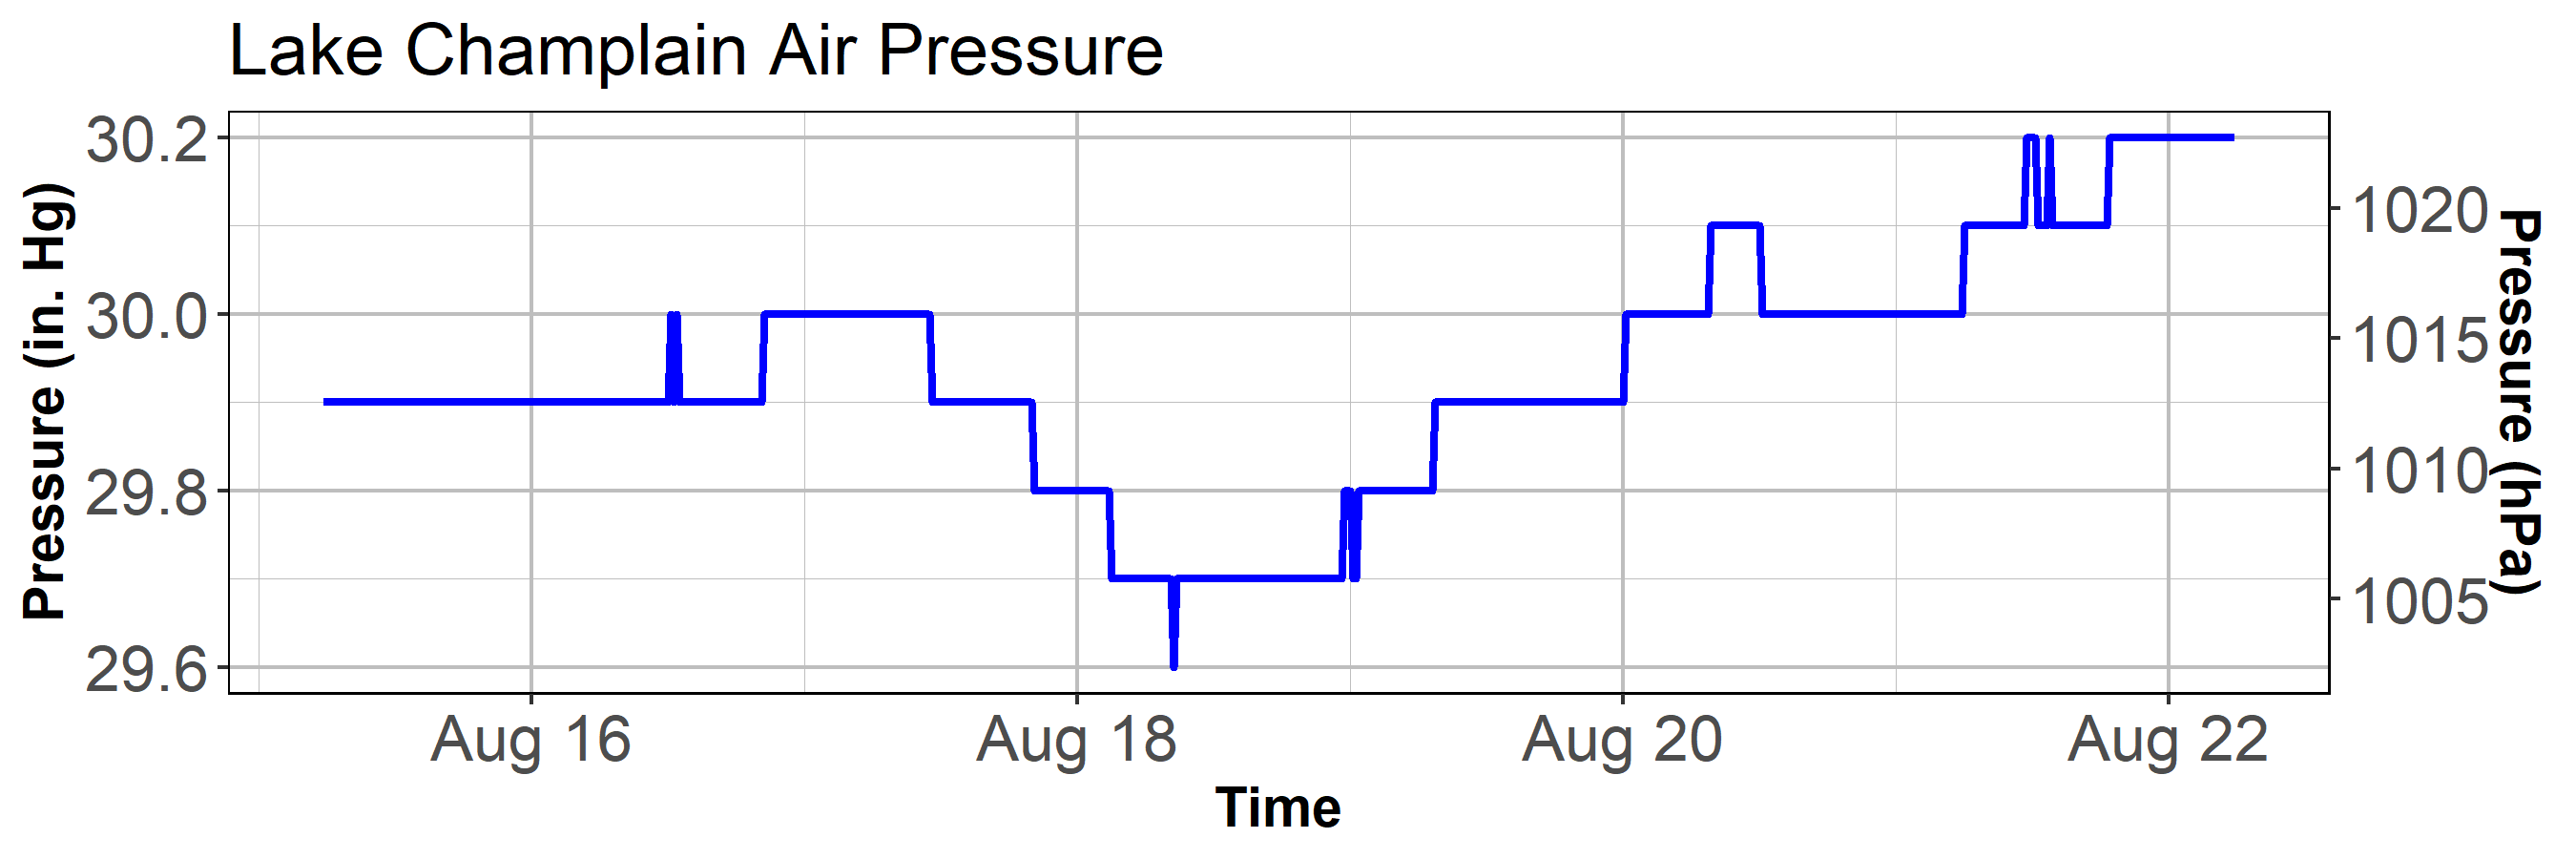 Lake Champlain Air Pressure
Pressure (in. Hg)
30.2
30.0
29.8
29.6
1020
1015
1010
1005
Pressure (hPa)
Aug 16
Aug 18
Aug 20
Aug 22
Time